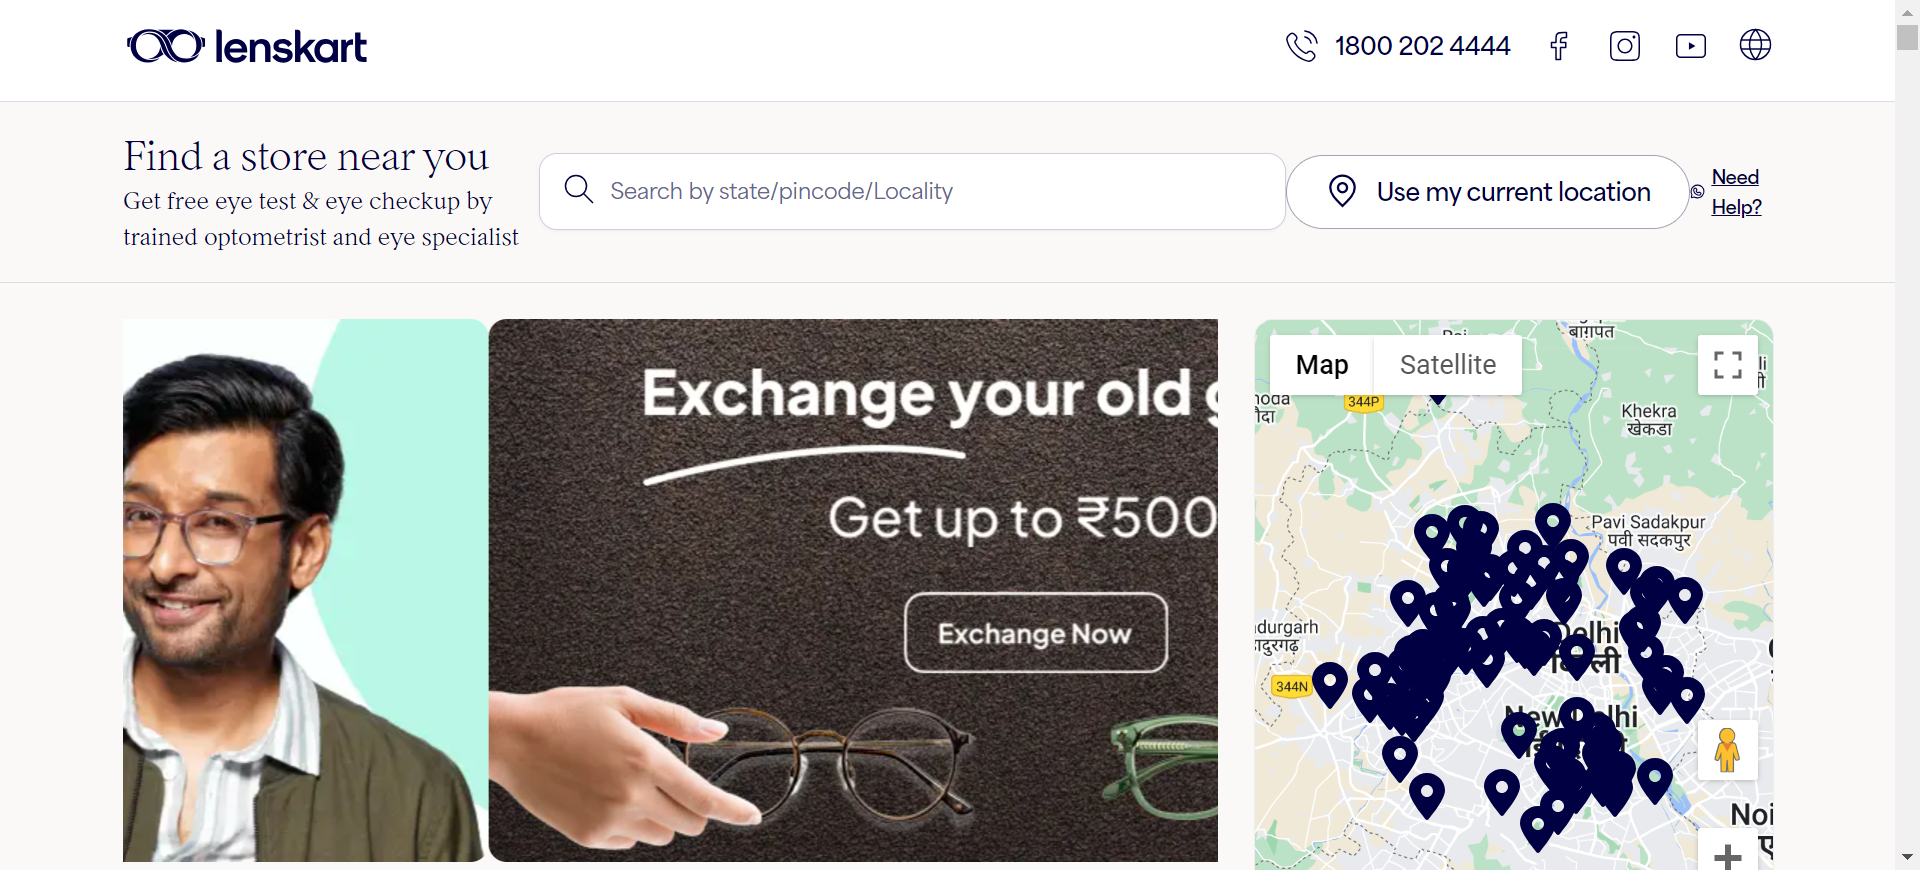 lenskart
1800 202 4444
Find a store near you
Get free eye test & eye checkup by
trained optometrist and eye specialist
Search by state/pincode/Locality
Use my current location
Need
Help?
Exchange your old
Get up to ₹500
Exchange Now
Map
Satellite
बाग़पत
344P
Khekra
खेकडा
Pavi Sadakpur
पवी सदकपुर
durgarh
Delhi
344N
New Delhi
Noi